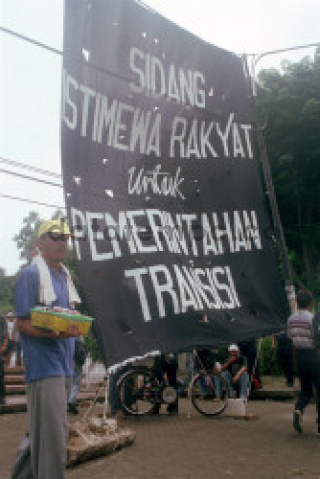 SIDANG
ISTIMEWA RAKYAT
Untuk
PEMERINTAHAN
TRANSISI